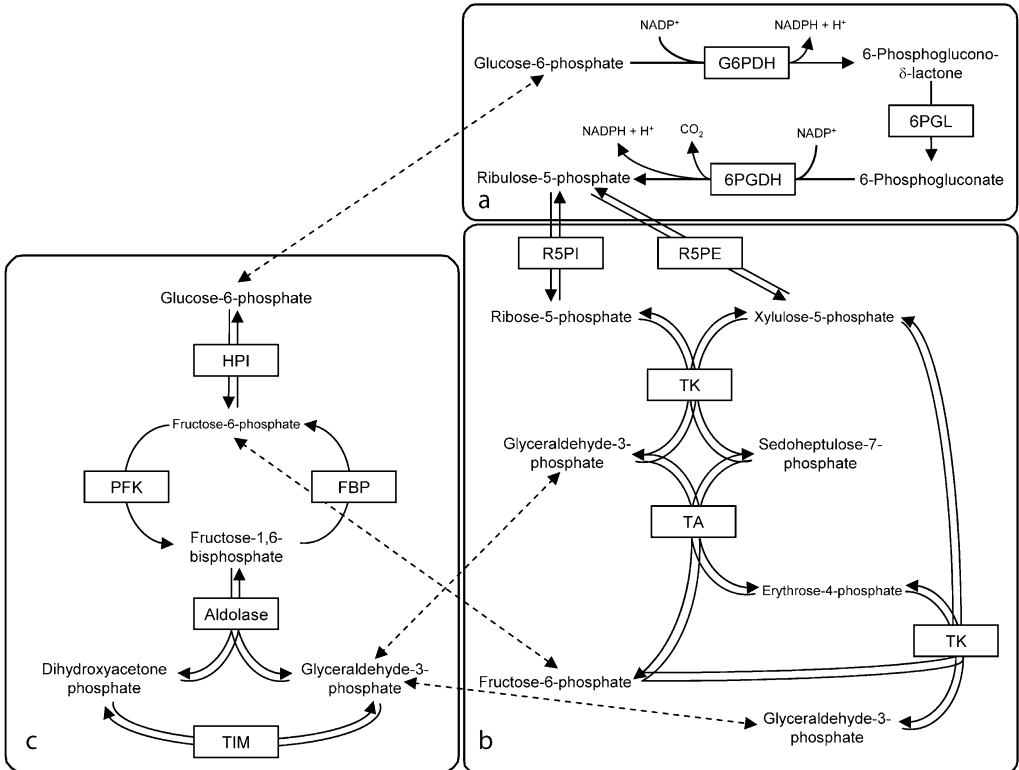 NADP⁺
NADPH + H⁺
Glucose-6-phosphate
G6PDH
6-Phosphoglucono-
δ-lactone
6PGL
NADPH + H⁺
CO₂
NADP⁺
Ribulose-5-phosphate
6PGDH
6-Phosphogluconate
a
R5PI
R5PE
Ribose-5-phosphate
Xylulose-5-phosphate
TK
Glyceraldehyde-3-
phosphate
Sedoheptulose-7-
phosphate
TA
Erythrose-4-phosphate
TK
Fructose-6-phosphate
Glyceraldehyde-3-
phosphate
b
Glucose-6-phosphate
HPI
Fructose-6-phosphate
PFK
FBP
Fructose-1,6-
bisphosphate
Aldolase
Dihydroxyacetone
phosphate
Glyceraldehyde-3-
phosphate
TIM
c